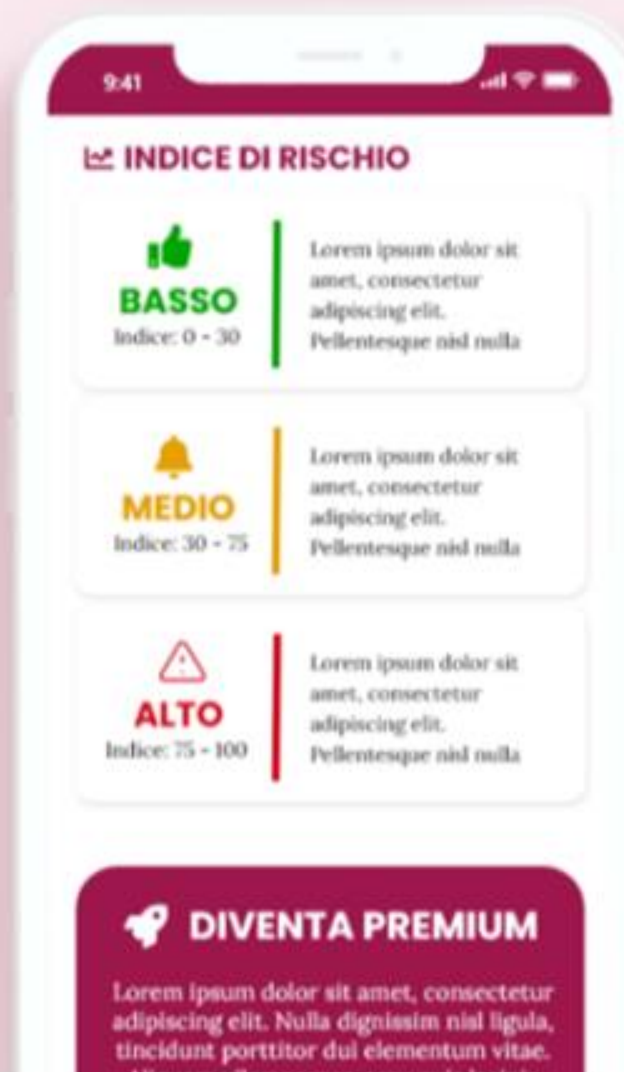 9:41
INDICE DI RISCHIO
BASSO
Indice: 0 - 30
Lorem ipsum dolor sit
amet, consectetur
adipiscing elit.
Pellentesque nisl nulla
MEDIO
Indice: 30 - 75
Lorem ipsum dolor sit
amet, consectetur
adipiscing elit.
Pellentesque nisl nulla
ALTO
Indice: 75 - 100
Lorem ipsum dolor sit
amet, consectetur
adipiscing elit.
Pellentesque nisl nulla
DIVENTA PREMIUM
Lorem ipsum dolor sit amet, consectetur
adipiscing elit. Nulla dignissim nisl ligula,
tincidunt porttitor dui elementum vitae.